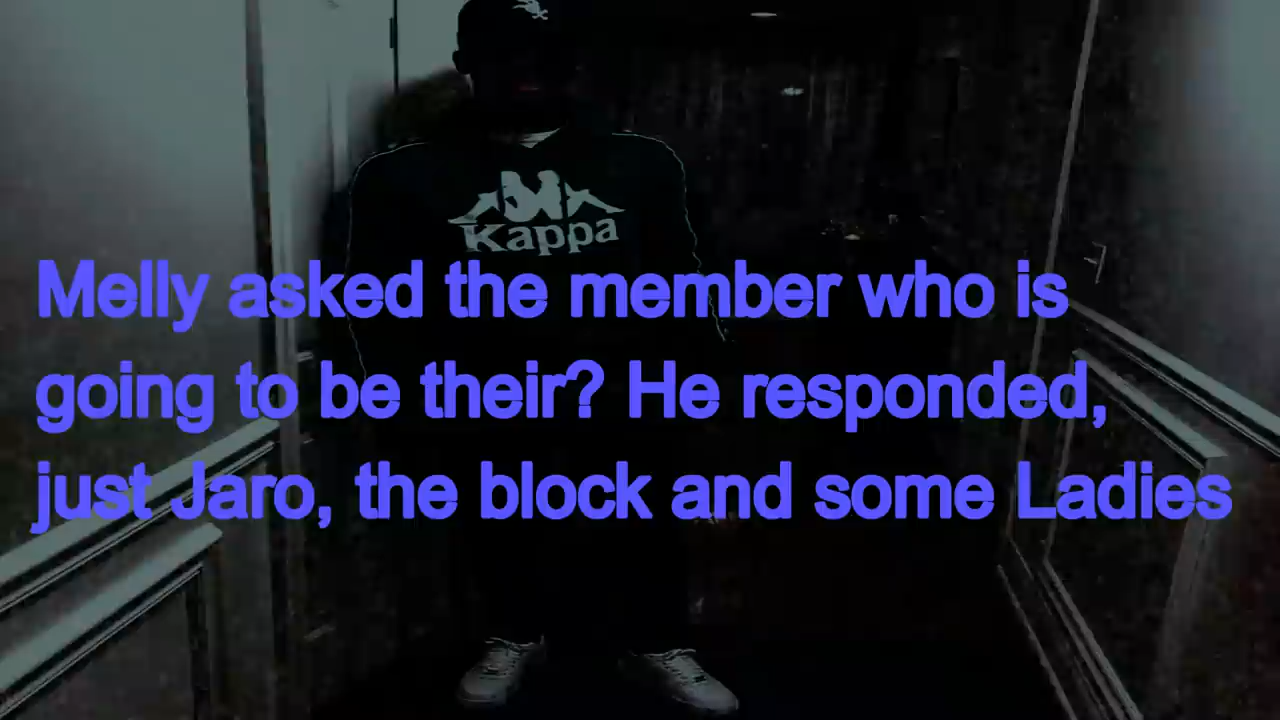 Kappa
Melly asked the member who is
going to be their? He responded,
just Jaro, the block and some Ladies